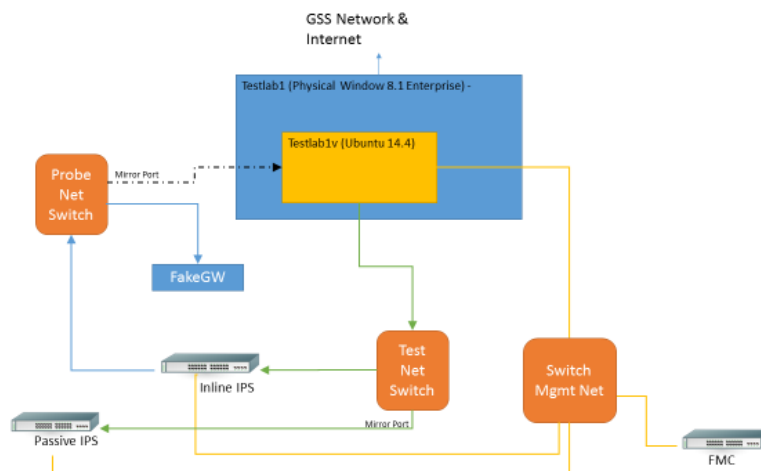 GSS Network &
Internet
Testlab1 (Physical Window 8.1 Enterprise) -
Testlab1v (Ubuntu 14.4)
Mirror Port
Probe
Net
Switch
FakeGW
Test
Net
Switch
Switch
Mgmt Net
Inline IPS
Mirror Port
Passive IPS
FMC